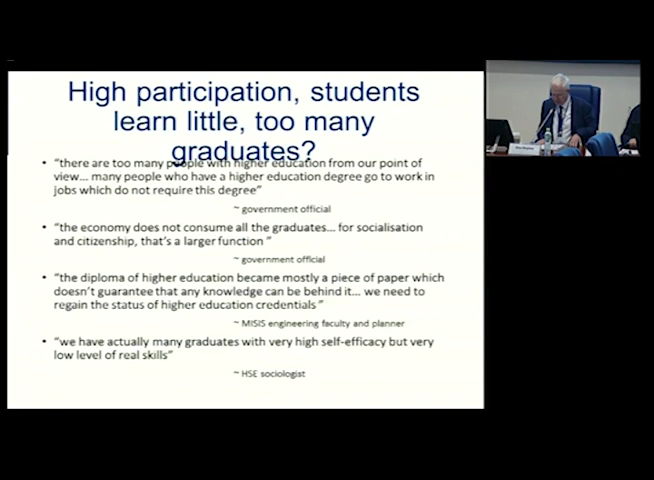 High participation, students
learn little, too many
graduates?
• “there are too many people with higher education from our point of
view… many people who have a higher education degree go to work in
jobs which do not require this degree”
~ government official
• “the economy does not consume all the graduates… for socialisation
and citizenship, that’s a larger function ”
~ government official
• “the diploma of higher education became mostly a piece of paper which
doesn’t guarantee that any knowledge can be behind it… we need to
regain the status of higher education credentials ”
~ MISIS engineering faculty and planner
• “we have actually many graduates with very high self-efficacy but very
low level of real skills”
~ HSE sociologist